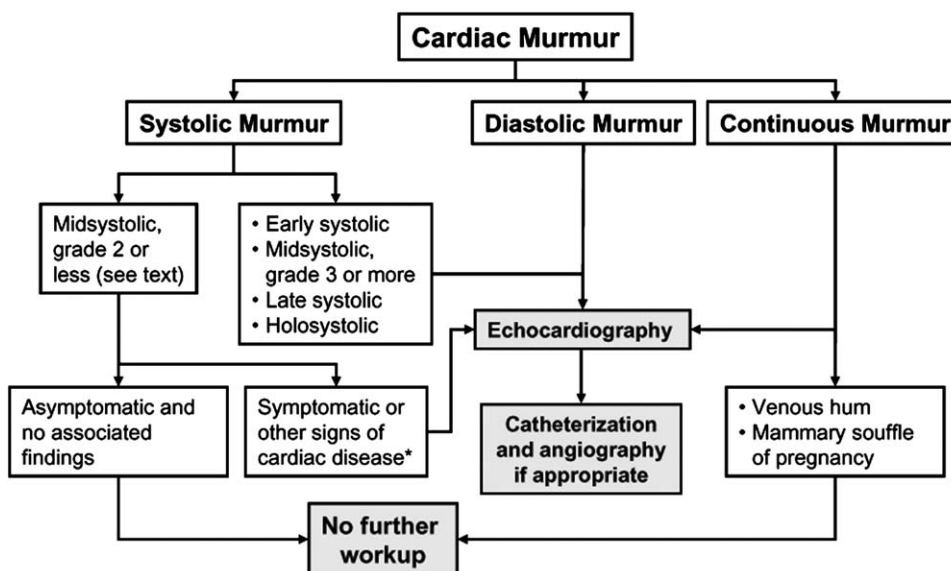 Cardiac Murmur
Systolic Murmur
Diastolic Murmur
Continuous Murmur
Midsystolic,
grade 2 or
less (see text)
• Early systolic
• Midsystolic,
grade 3 or more
• Late systolic
• Holosystolic
Echocardiography
Asymptomatic and
no associated
findings
Symptomatic or
other signs of
cardiac disease*
Catheterization
and angiography
if appropriate
• Venous hum
• Mammary souffle
of pregnancy
No further
workup